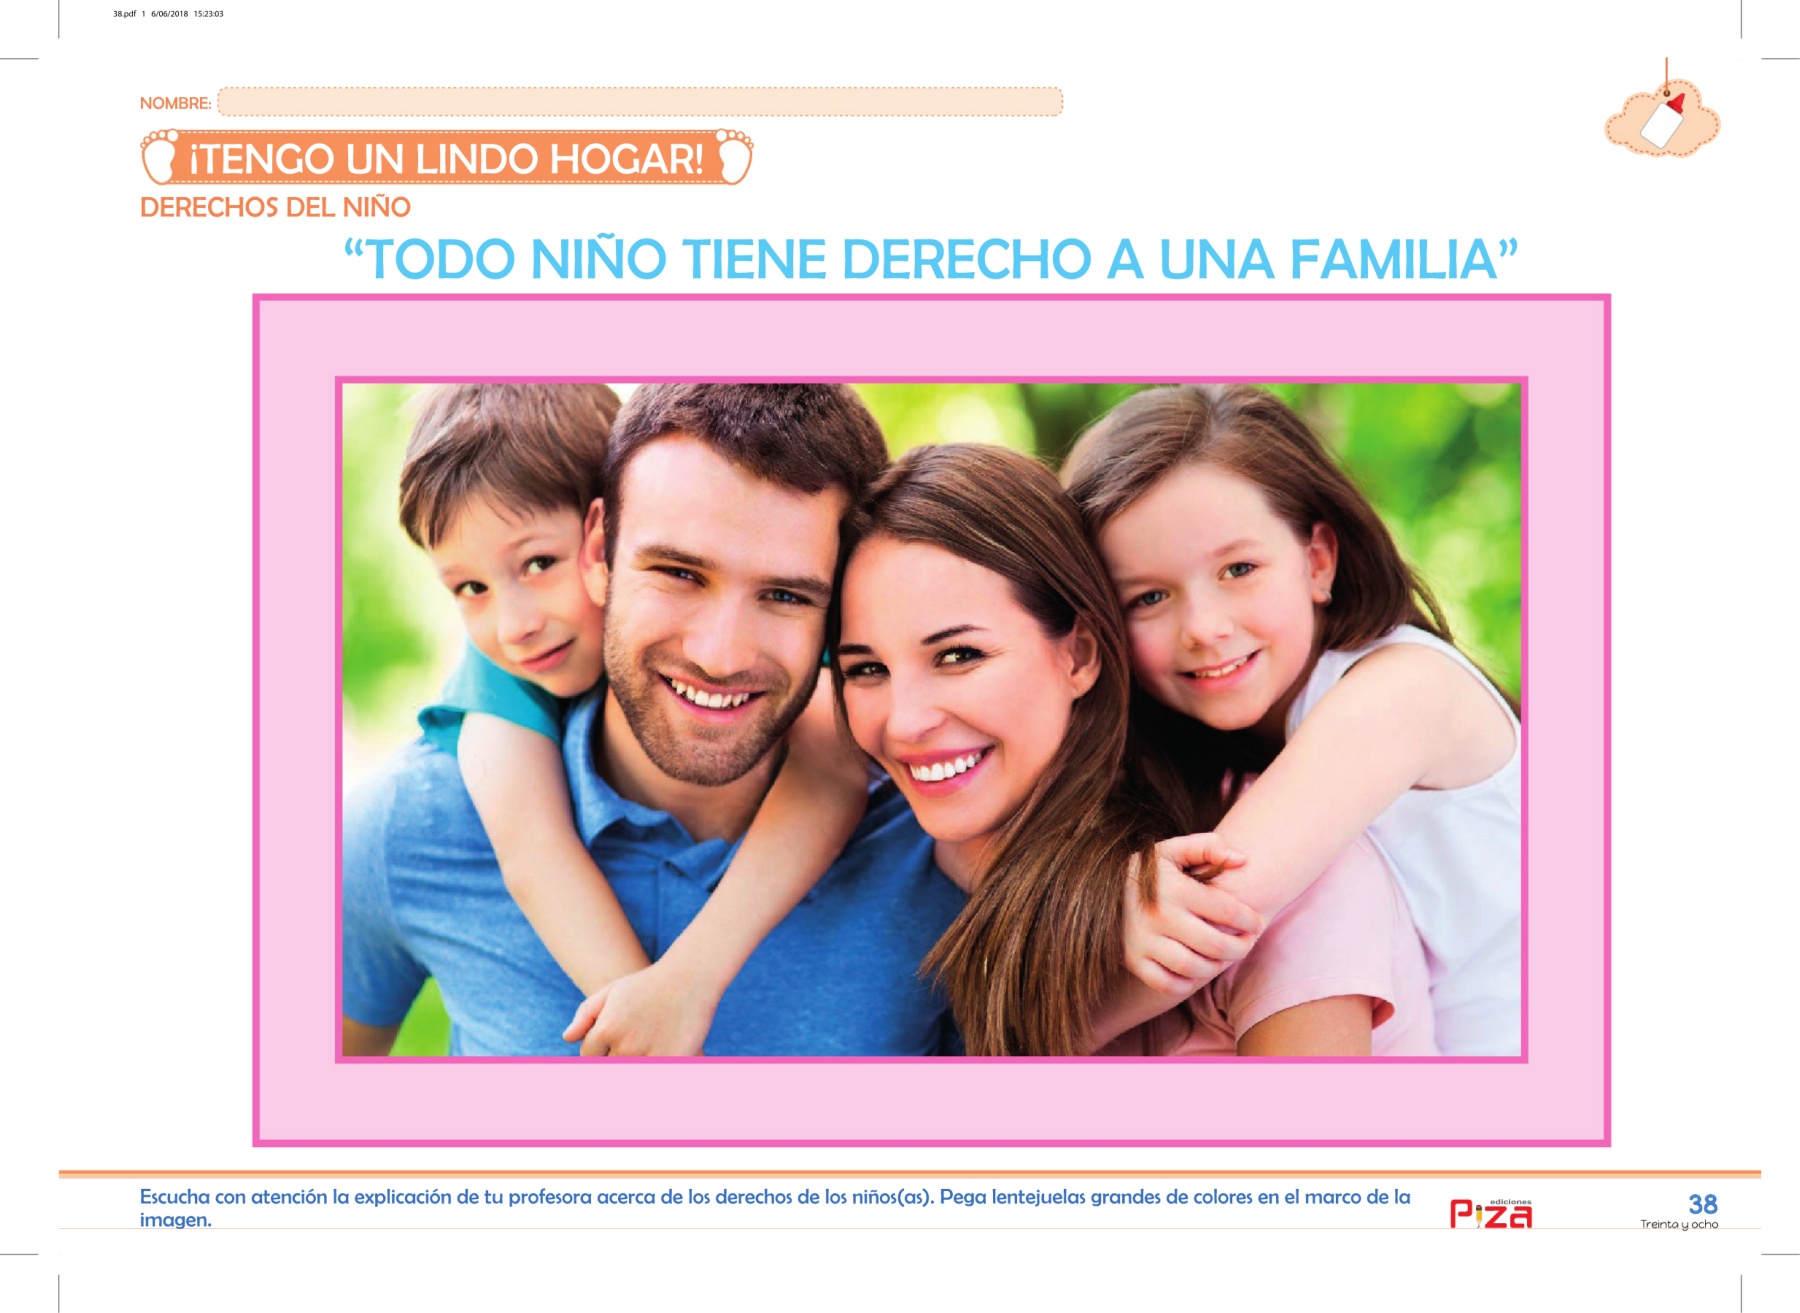 38.pdf 1 6/06/2018 15:23:03
NOMBRE:
¡TENGO UN LINDO HOGAR!
DERECHOS DEL NIÑO
“TODO NIÑO TIENE DERECHO A UNA FAMILIA”
Escucha con atención la explicación de tu profesora acerca de los derechos de los niños(as). Pega lentejuelas grandes de colores en el marco de la
imagen.
ediciones
Piza
38
Treinta y ocho